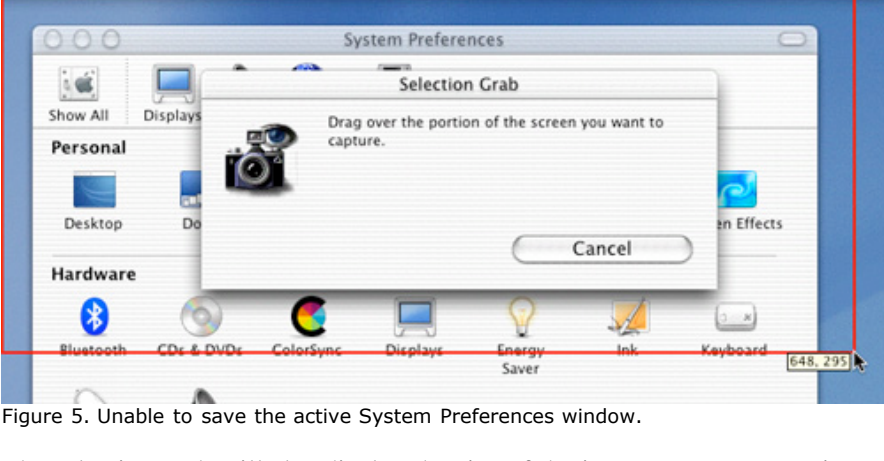 System Preferences
Selection Grab
Show All Displays
Drag over the portion of the screen you want to
capture.
Personal
Desktop Do en Effects
Cancel
Hardware
Bluetooth CDs & DVDs ColorSync Displays Energy Saver Ink Keyboard
648, 295
Figure 5. Unable to save the active System Preferences window.